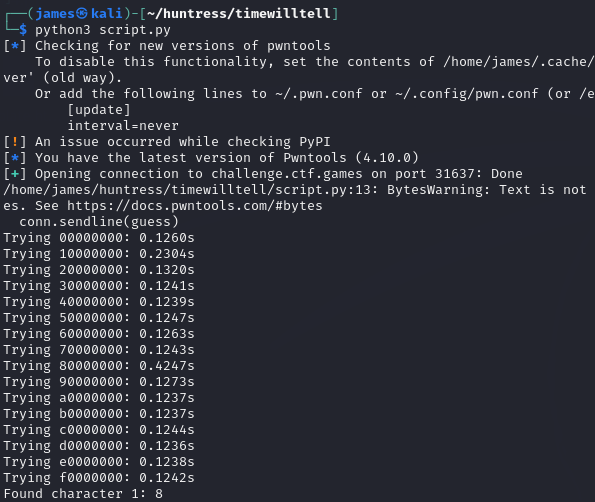 ┌──(james㉿kali)-[~/huntress/timewilltell]
└─$ python3 script.py
[*] Checking for new versions of pwntools
    To disable this functionality, set the contents of /home/james/.cache/
ver' (old way).
    Or add the following lines to ~/.pwn.conf or ~/.config/pwn.conf (or /e
        [update]
        interval=never
[!] An issue occurred while checking PyPI
[*] You have the latest version of Pwntools (4.10.0)
[+] Opening connection to challenge.ctf.games on port 31637: Done
/home/james/huntress/timewilltell/script.py:13: BytesWarning: Text is not
es. See https://docs.pwntools.com/#bytes
  conn.sendline(guess)
Trying 00000000: 0.1260s
Trying 10000000: 0.2304s
Trying 20000000: 0.1320s
Trying 30000000: 0.1241s
Trying 40000000: 0.1239s
Trying 50000000: 0.1247s
Trying 60000000: 0.1263s
Trying 70000000: 0.1243s
Trying 80000000: 0.4247s
Trying 90000000: 0.1273s
Trying a0000000: 0.1237s
Trying b0000000: 0.1237s
Trying c0000000: 0.1244s
Trying d0000000: 0.1236s
Trying e0000000: 0.1238s
Trying f0000000: 0.1242s
Found character 1: 8